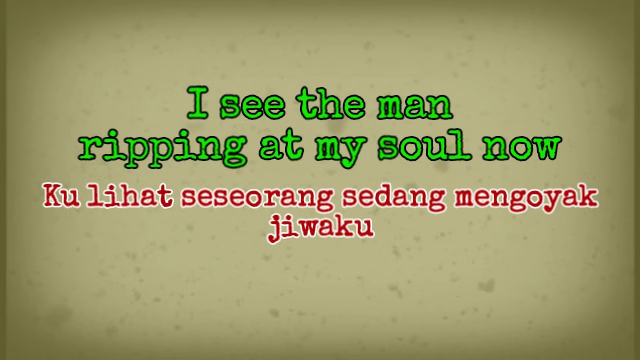 I see the man
ripping at my soul now
Ku lihat seseorang sedang mengoyak
jiwaku